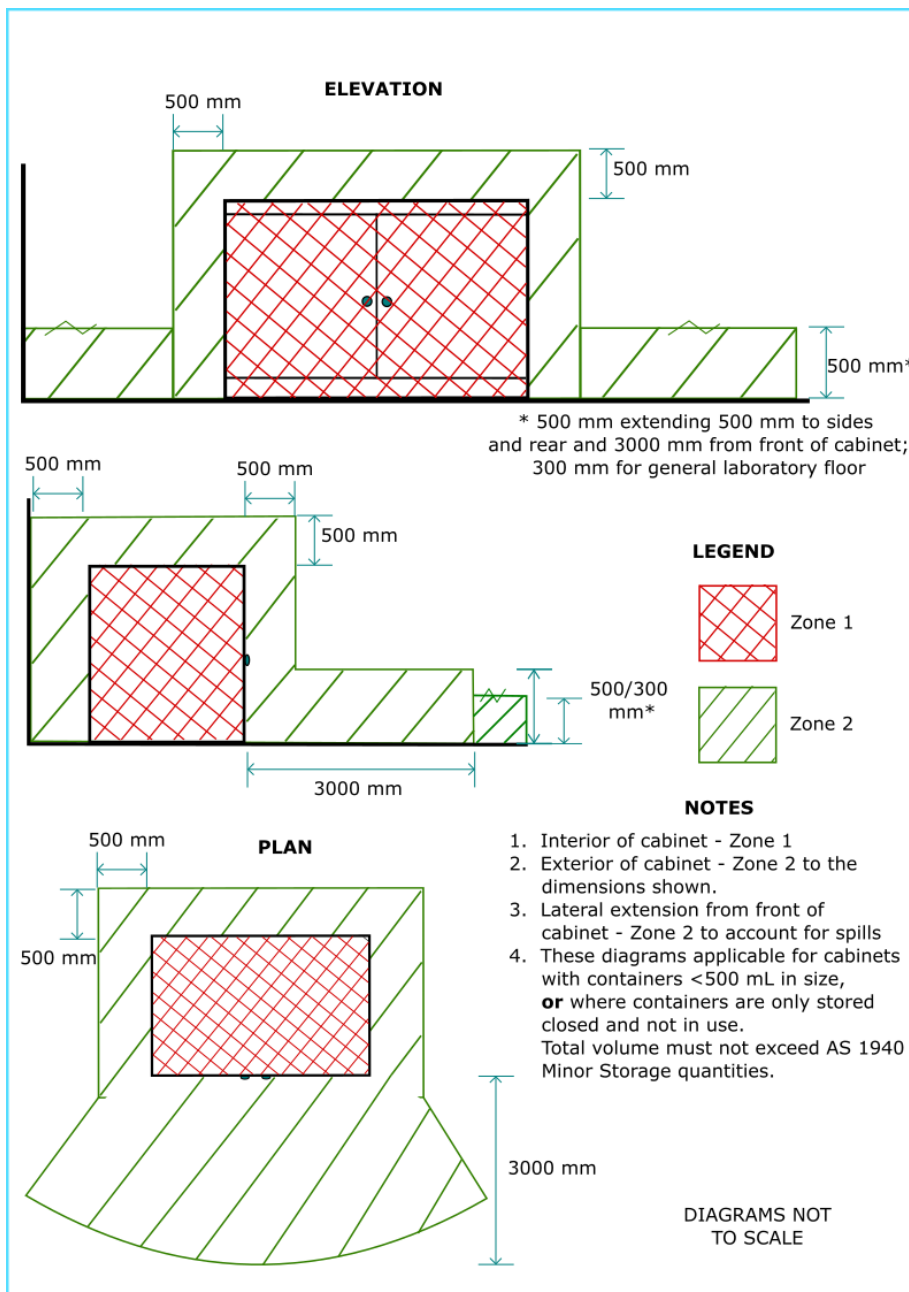 ELEVATION
500 mm
500 mm
500 mm*
* 500 mm extending 500 mm to sides
and rear and 3000 mm from front of cabinet;
300 mm for general laboratory floor
500 mm
500 mm
500 mm
500/300
mm*
3000 mm
LEGEND
Zone 1
Zone 2
PLAN
500 mm
500 mm
3000 mm
NOTES
1. Interior of cabinet - Zone 1
2. Exterior of cabinet - Zone 2 to the
dimensions shown.
3. Lateral extension from front of
cabinet - Zone 2 to account for spills
4. These diagrams applicable for cabinets
with containers <500 mL in size,
or where containers are only stored
closed and not in use.
Total volume must not exceed AS 1940
Minor Storage quantities.
DIAGRAMS NOT
TO SCALE